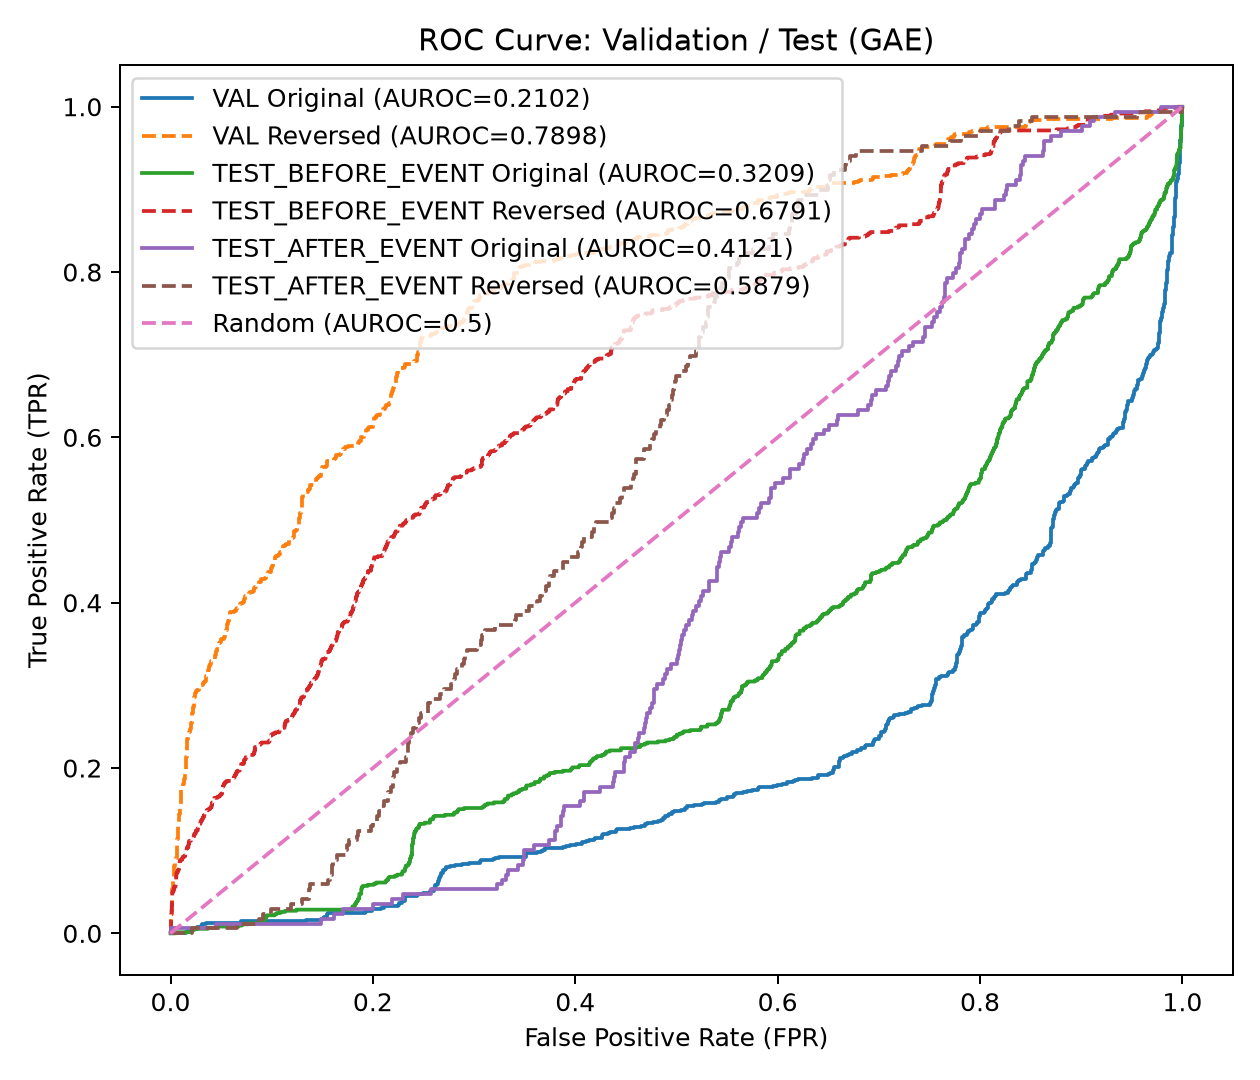 ROC Curve: Validation / Test (GAE)
VAL Original (AUROC=0.2102)
VAL Reversed (AUROC=0.7898)
TEST_BEFORE_EVENT Original (AUROC=0.3209)
TEST_BEFORE_EVENT Reversed (AUROC=0.6791)
TEST_AFTER_EVENT Original (AUROC=0.4121)
TEST_AFTER_EVENT Reversed (AUROC=0.5879)
Random (AUROC=0.5)
True Positive Rate (TPR)
1.0
0.8
0.6
0.4
0.2
0.0
0.0 0.2 0.4 0.6 0.8 1.0
False Positive Rate (FPR)